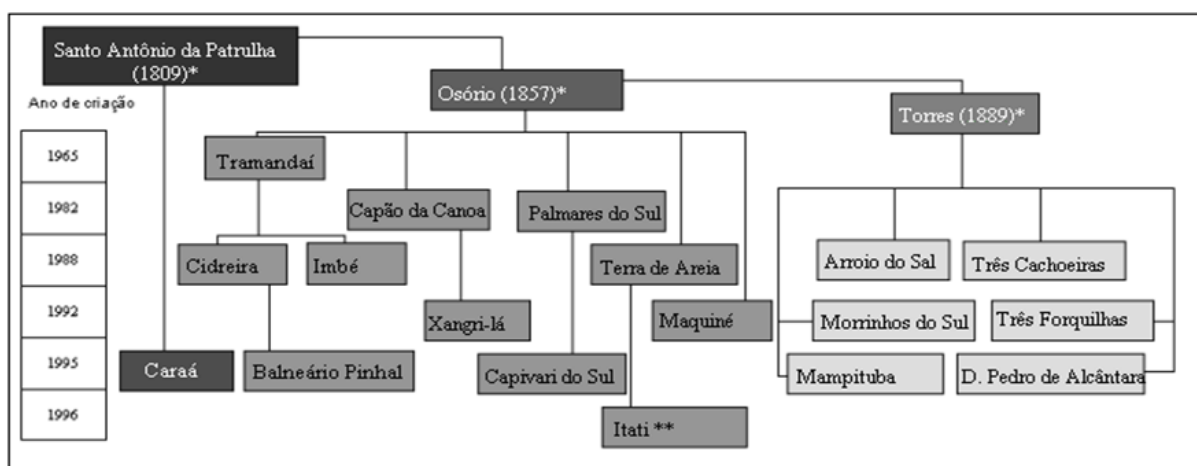 Santo Antônio da Patrulha
(1809)*
Osório (1857)*
Torres (1889)*
Ano de criação
1965
Tramandaí
1982
Capão da Canoa
Palmares do Sul
1988
Cidreira
Imbé
Terra de Areia
Arroio do Sal
Três Cachoeiras
1992
Xangri-lá
Maquiné
Morrinhos do Sul
Três Forquilhas
1995
Caraá
Balneário Pinhal
Capivari do Sul
Mampituba
D. Pedro de Alcântara
1996
Itati **